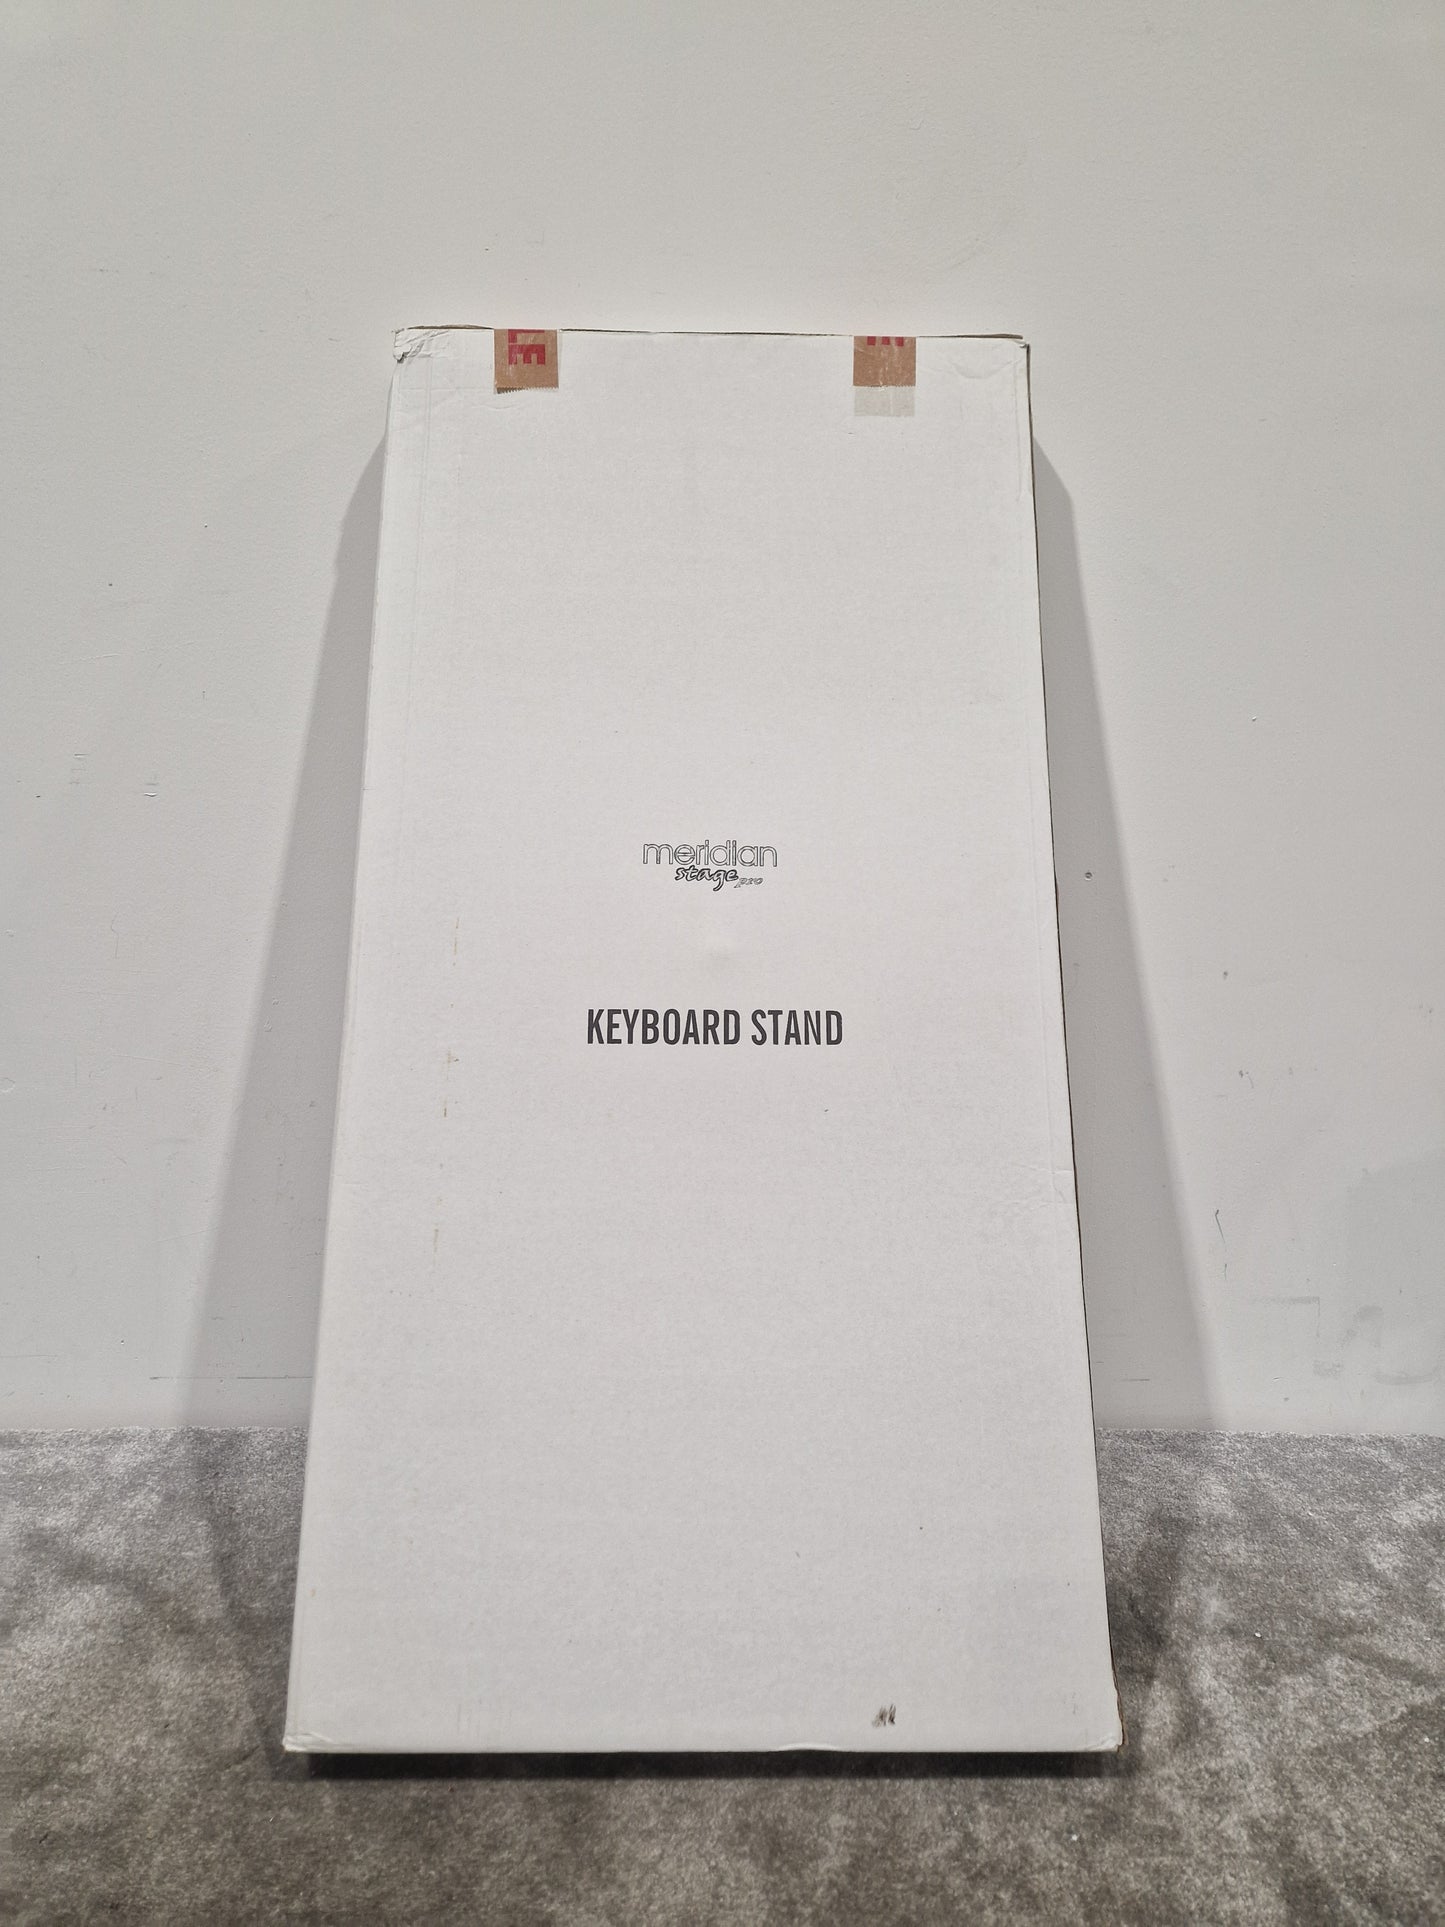 meridian
stage pro
KEYBOARD STAND